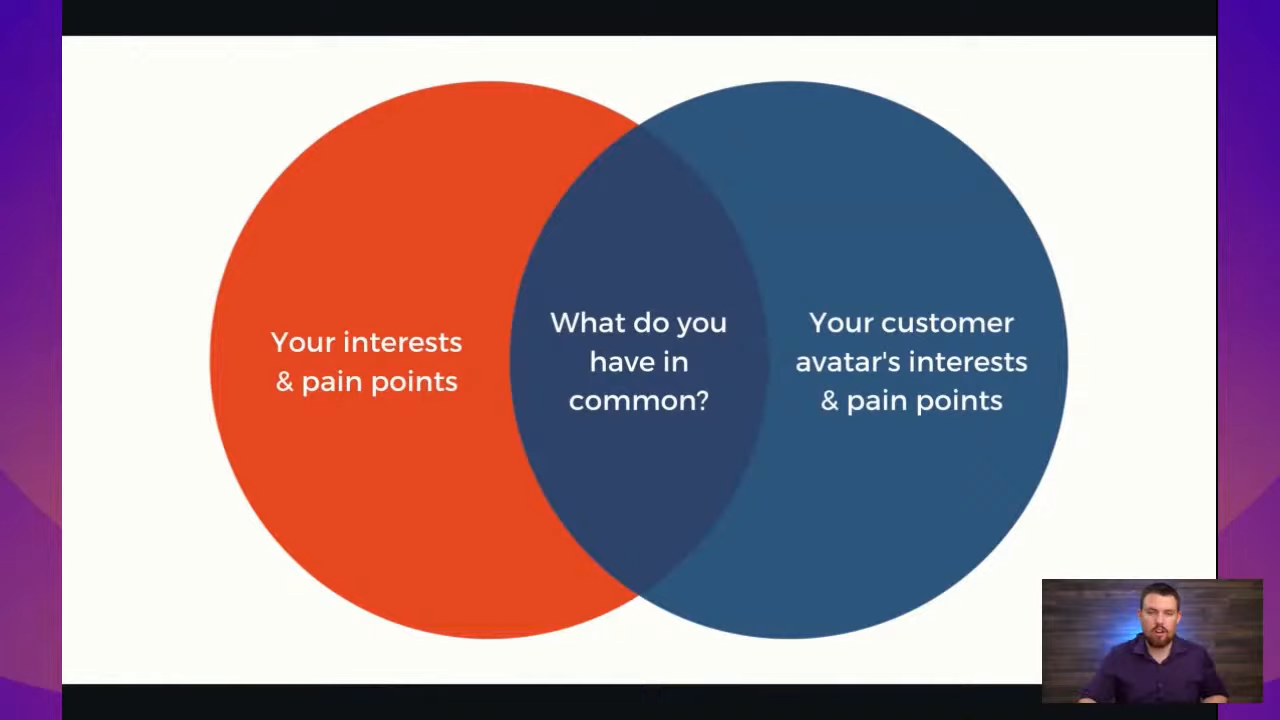 Your interests
& pain points
What do you
have in
common?
Your customer
avatar's interests
& pain points